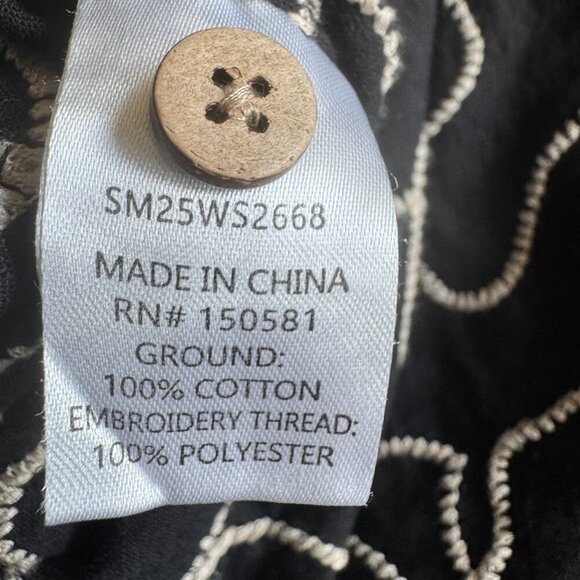 SM25WS2668
MADE IN CHINA
RN# 150581
GROUND:
100% COTTON
EMBROIDERY THREAD:
100% POLYESTER